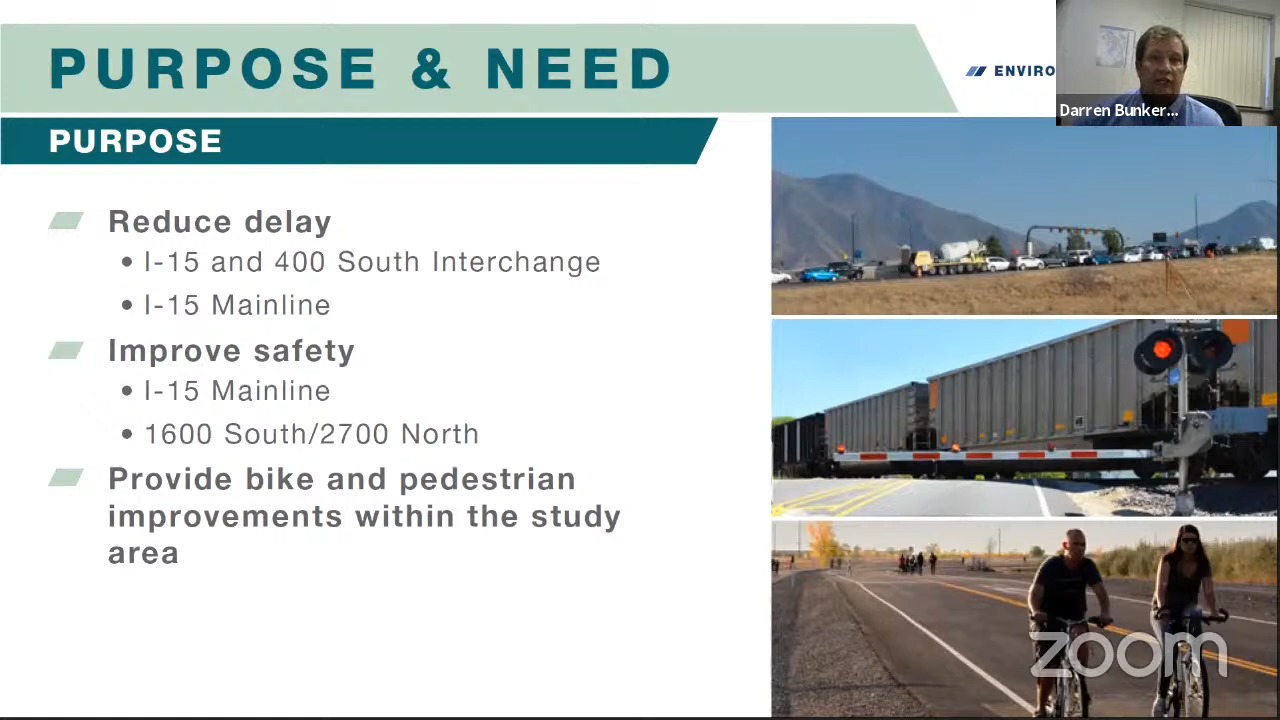 PURPOSE & NEED
ENVIRO
Darren Bunker...
PURPOSE
Reduce delay
• I-15 and 400 South Interchange
• I-15 Mainline
Improve safety
• I-15 Mainline
• 1600 South/2700 North
Provide bike and pedestrian
improvements within the study
area
zoom